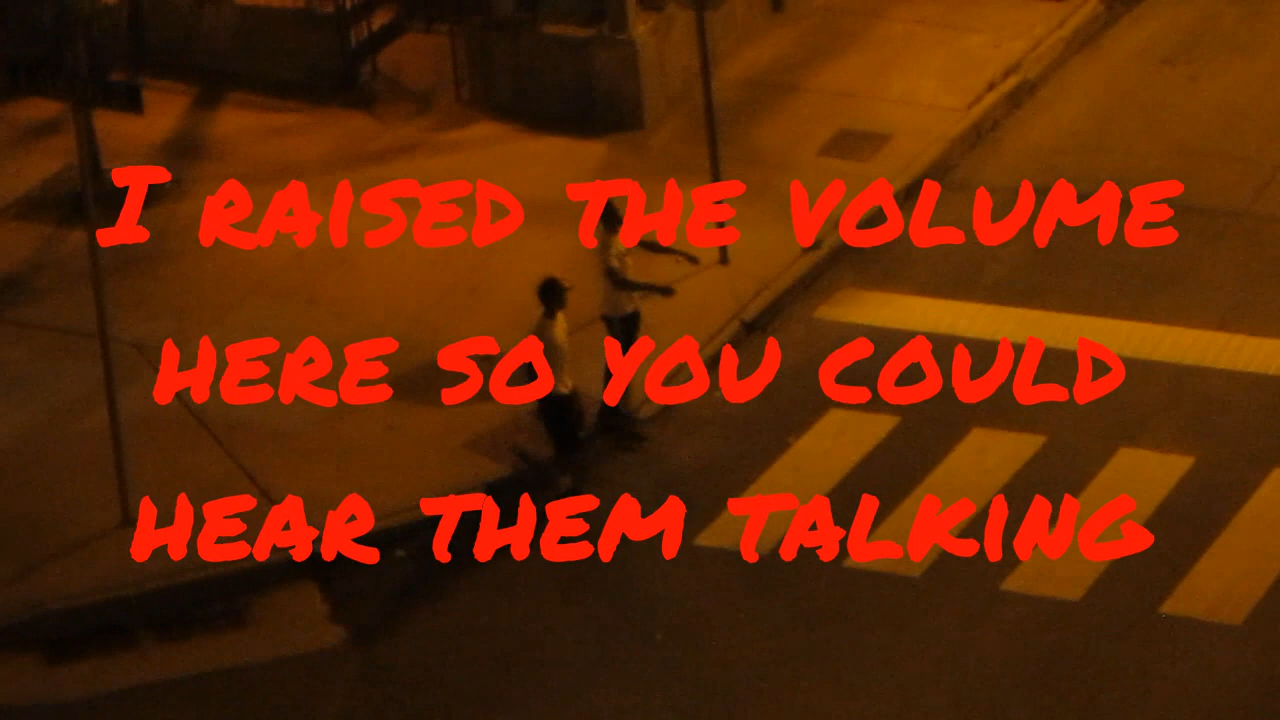 I RAISED THE VOLUME
HERE SO YOU COULD
HEAR THEM TALKING